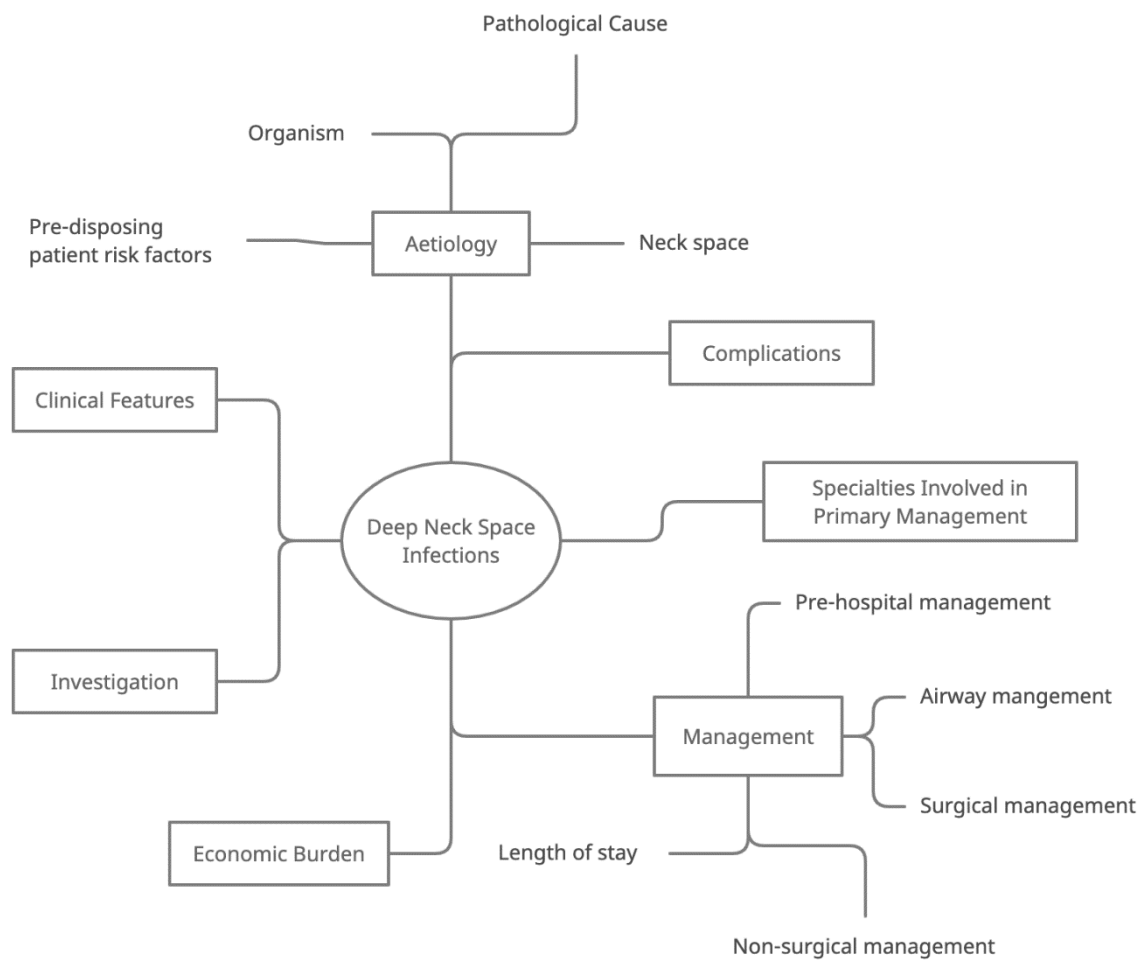 Pathological Cause
Organism
Pre-disposing
patient risk factors
Aetiology
Neck space
Complications
Clinical Features
Specialties Involved in
Primary Management
Deep Neck Space
Infections
Pre-hospital management
Investigation
Airway mangement
Management
Surgical management
Economic Burden
Length of stay
Non-surgical management